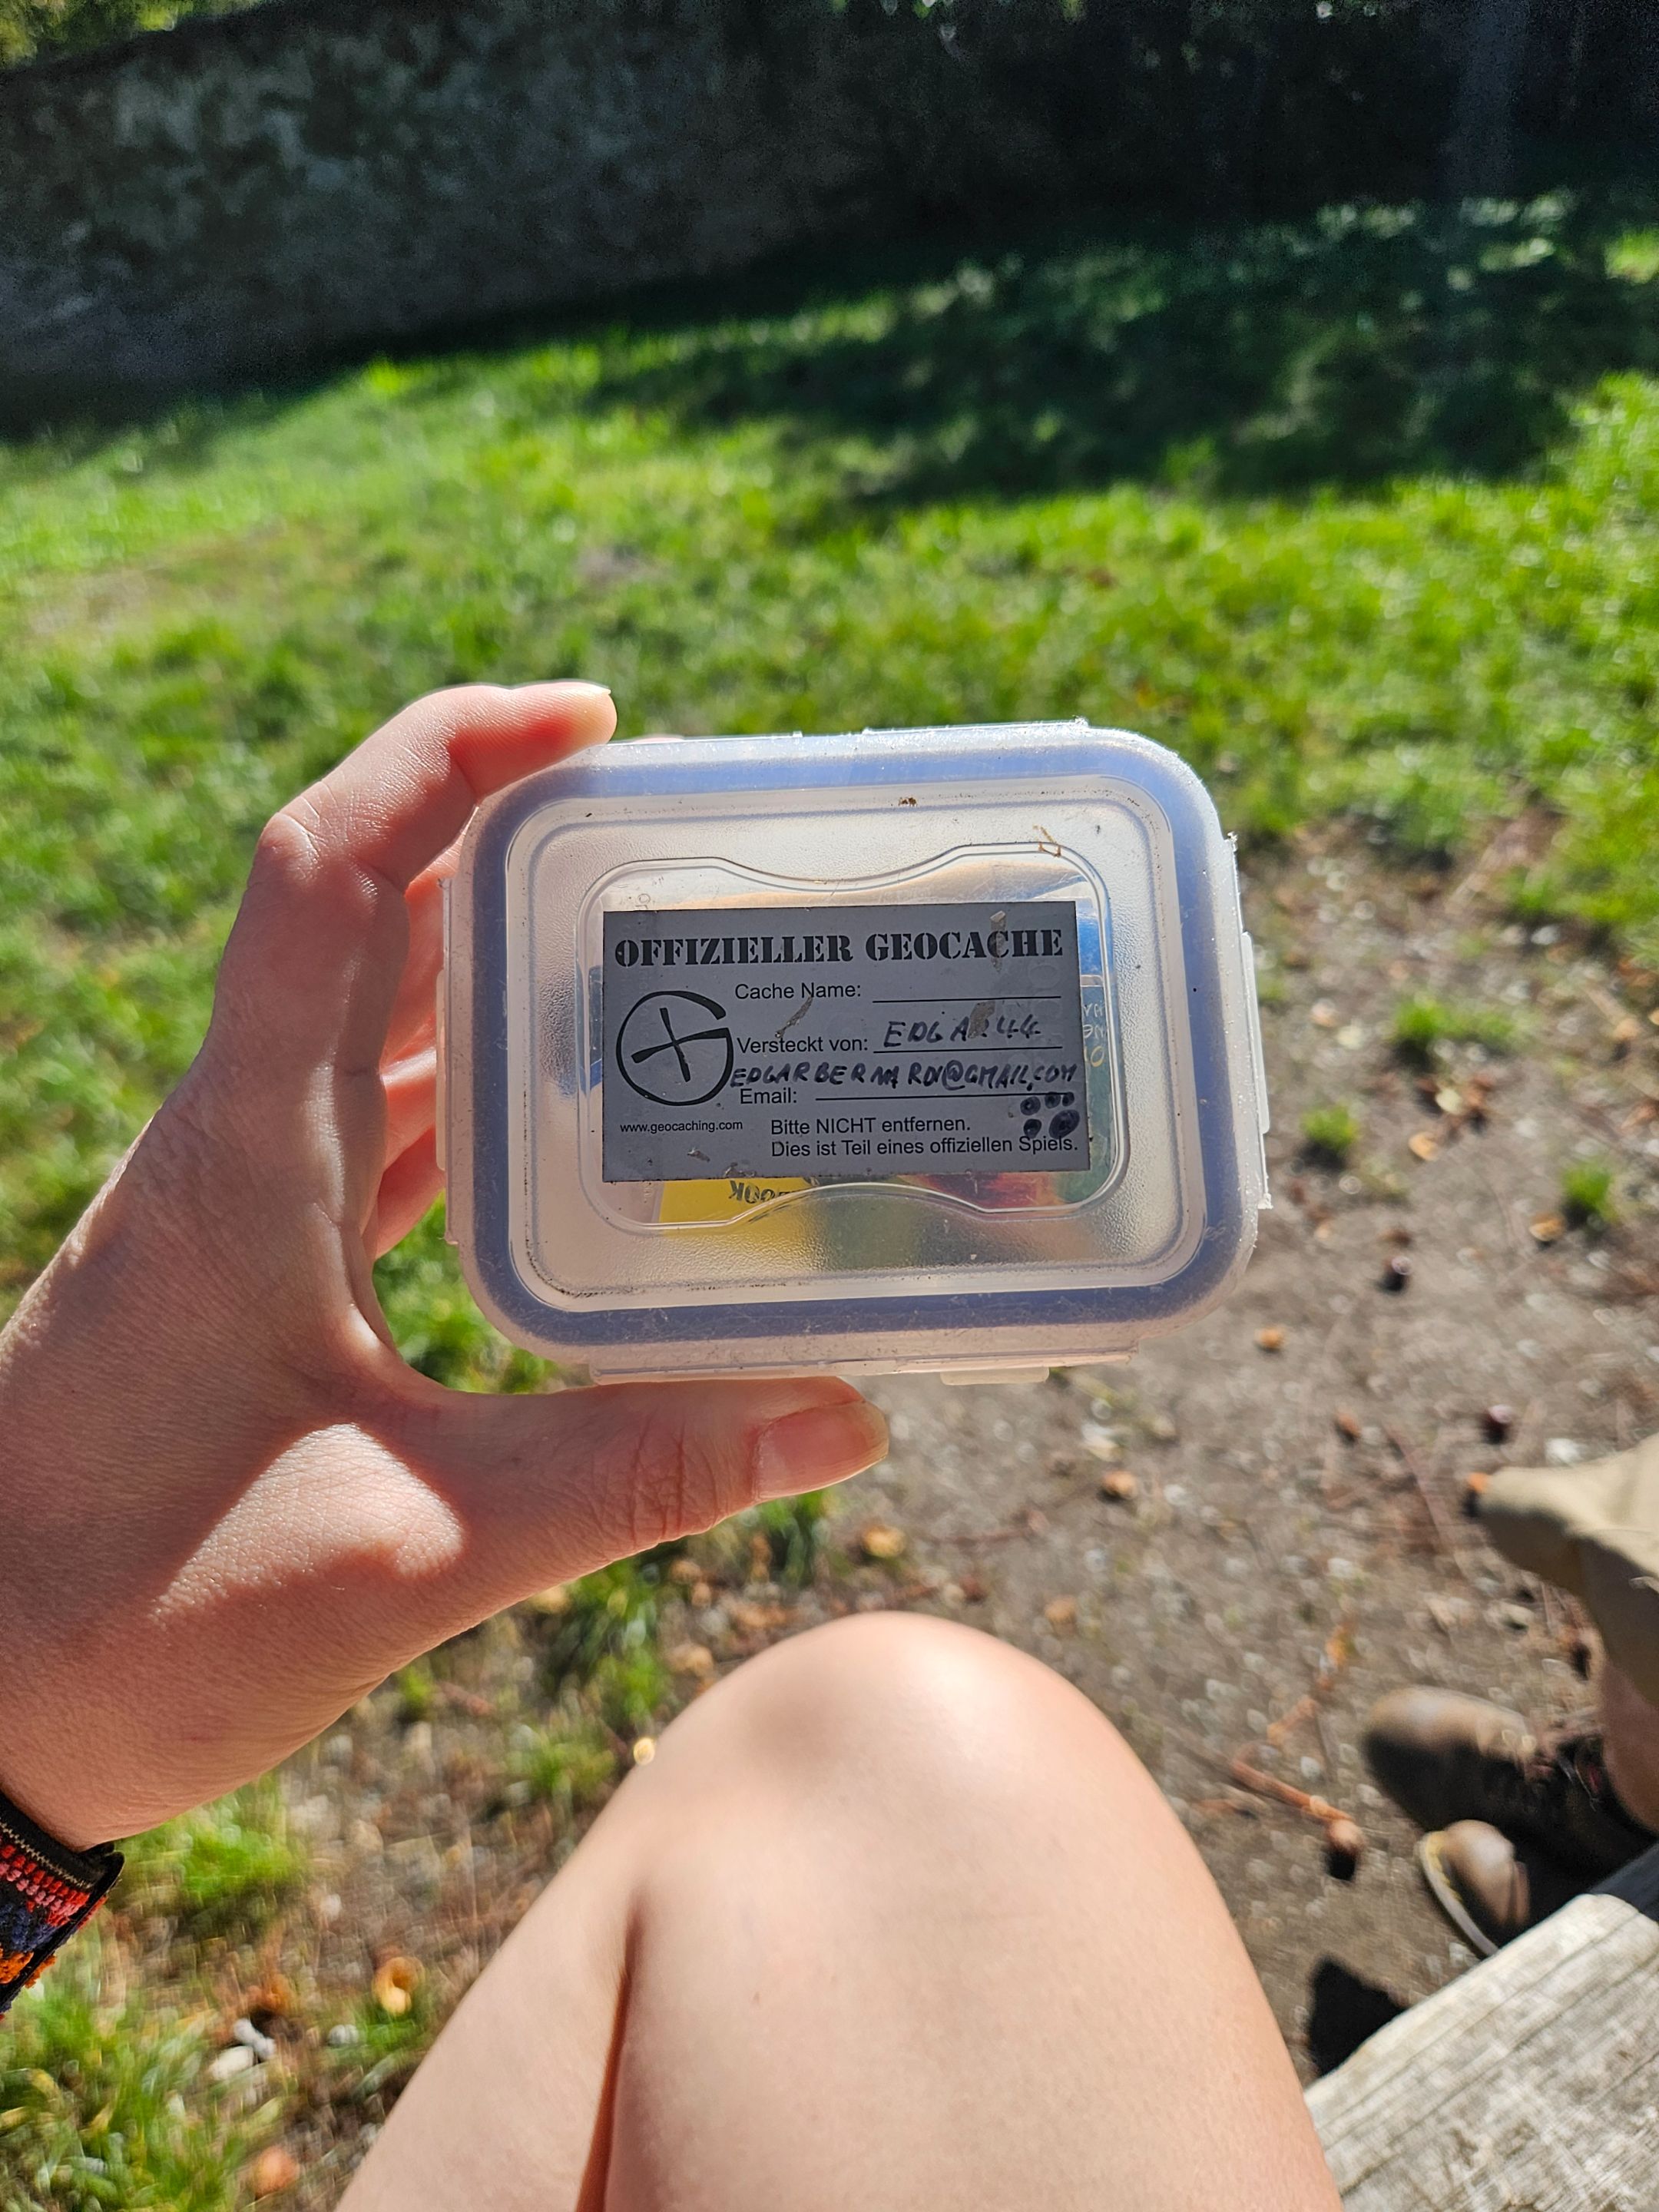 OFFIZIELLER GEOCACHE
Cache Name:
Versteckt von: EDGAR44
EDGARBERNARDI@GMAIL.COM
Email:
www.geocaching.com
Bitte NICHT entfernen.
Dies ist Teil eines offiziellen Spiels.